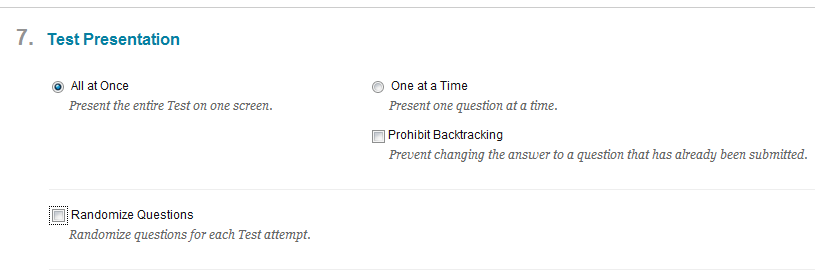 7. Test Presentation
All at Once
Present the entire Test on one screen.
One at a Time
Present one question at a time.
Prohibit Backtracking
Prevent changing the answer to a question that has already been submitted.
Randomize Questions
Randomize questions for each Test attempt.